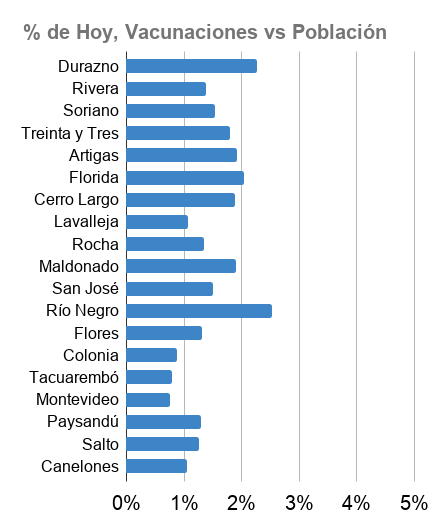 % de Hoy, Vacunaciones vs Población
Durazno
Rivera
Soriano
Treinta y Tres
Artigas
Florida
Cerro Largo
Lavalleja
Rocha
Maldonado
San José
Río Negro
Flores
Colonia
Tacuarembó
Montevideo
Paysandú
Salto
Canelones
0% 1% 2% 3% 4% 5%